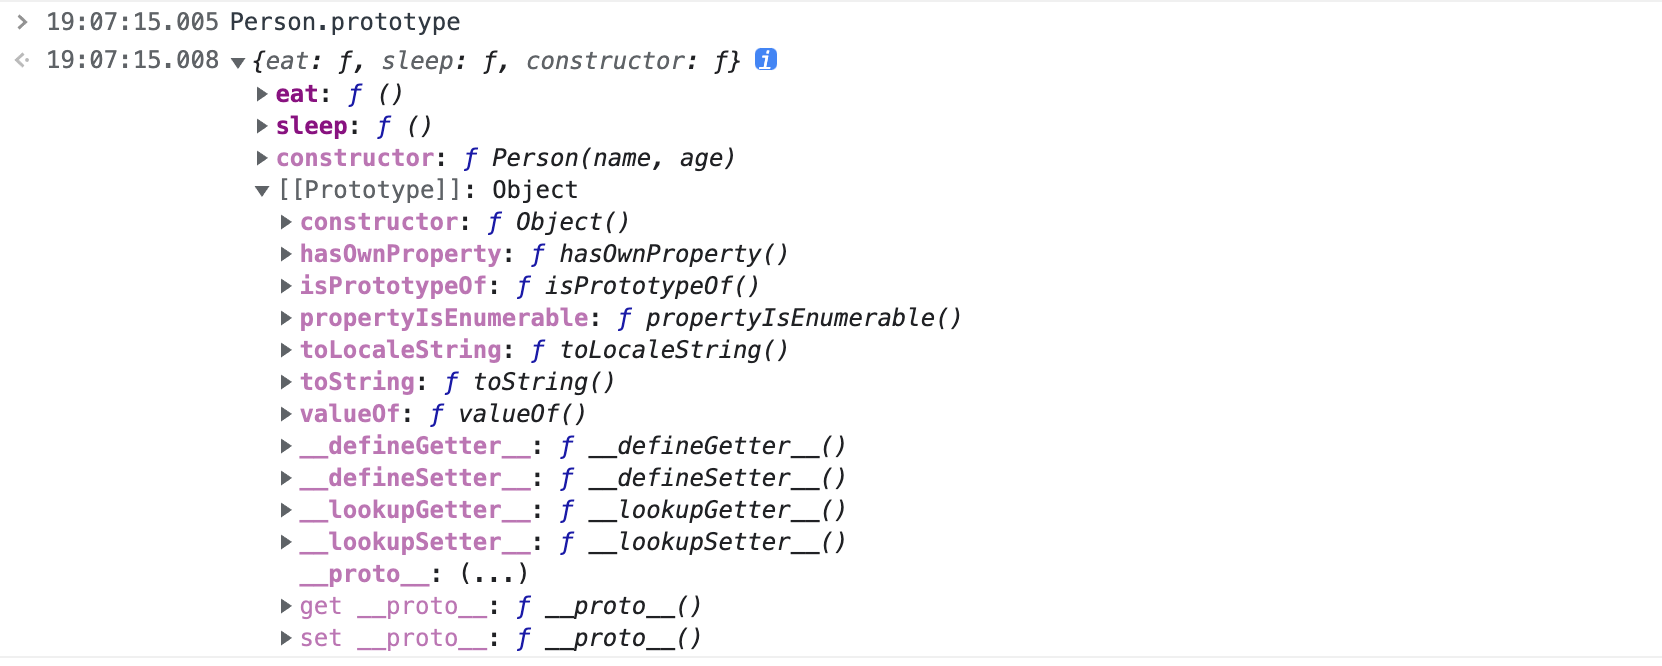 > 19:07:15.005 Person.prototype
19:07:15.008 ▼{eat: ƒ, sleep: ƒ, constructor: ƒ} i
▶eat: ƒ ()
▶sleep: ƒ ()
▶constructor: ƒ Person(name, age)
▼[[Prototype]]: Object
▶constructor: ƒ Object()
▶hasOwnProperty: ƒ hasOwnProperty()
▶isPrototypeOf: ƒ isPrototypeOf()
▶propertyIsEnumerable: ƒ propertyIsEnumerable()
▶toLocaleString: ƒ toLocaleString()
▶toString: ƒ toString()
▶valueOf: ƒ valueOf()
▶__defineGetter__: ƒ __defineGetter__()
▶__defineSetter__: ƒ __defineSetter__()
▶__lookupGetter__: ƒ __lookupGetter__()
▶__lookupSetter__: ƒ __lookupSetter__()
__proto__: (...)
▶get __proto__: ƒ __proto__()
▶set __proto__: ƒ __proto__()